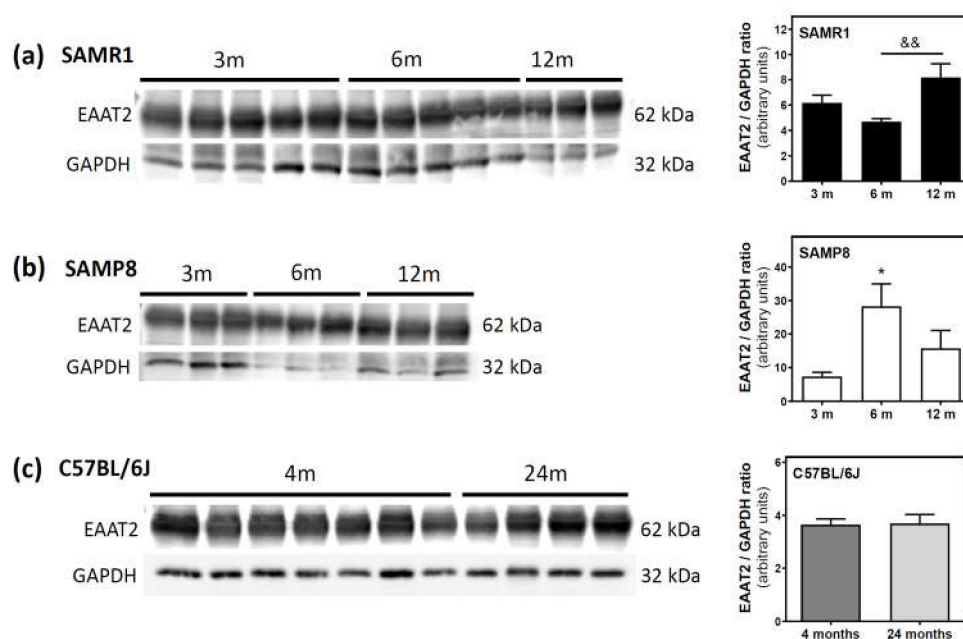 (a) SAMR1
3m 6m 12m
EAAT2 62 kDa
GAPDH 32 kDa
EAAT2 / GAPDH ratio
(arbitrary units)
SAMR1
&&
12
10
8
6
4
2
0
3 m 6 m 12 m
(b) SAMP8
3m 6m 12m
EAAT2 62 kDa
GAPDH 32 kDa
EAAT2 / GAPDH ratio
(arbitrary units)
SAMP8
*
40
30
20
10
0
3 m 6 m 12 m
(c) C57BL/6J
4m 24m
EAAT2 62 kDa
GAPDH 32 kDa
EAAT2 / GAPDH ratio
(arbitrary units)
C57BL/6J
6
4
2
0
4 months 24 months